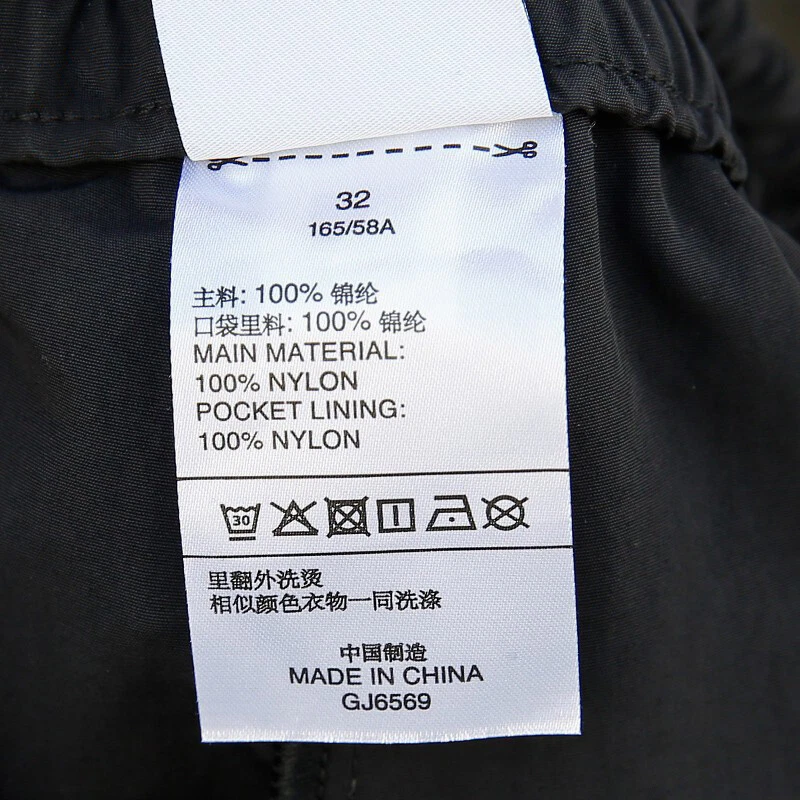 32
165/58A
主料: 100% 锦纶
口袋里料: 100% 锦纶
MAIN MATERIAL:
100% NYLON
POCKET LINING:
100% NYLON
30
里翻外洗烫
相似颜色衣物一同洗涤
中国制造
MADE IN CHINA
GJ6569